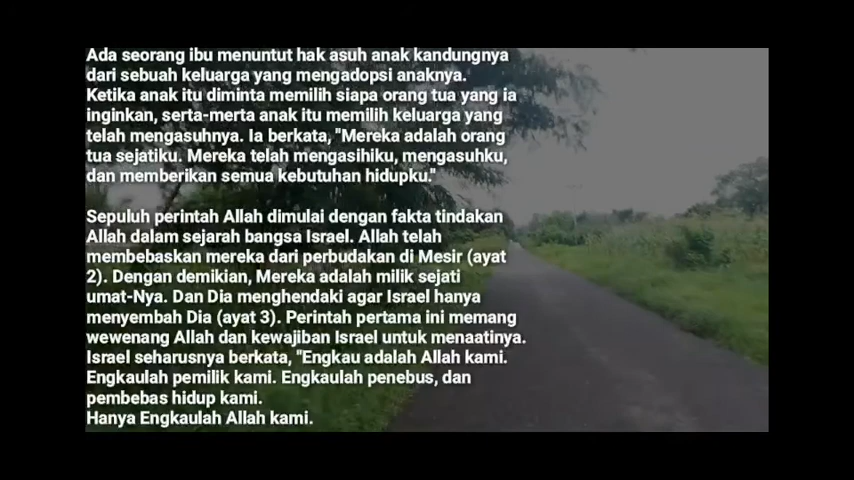 Ada seorang ibu menuntut hak asuh anak kandungnya
dari sebuah keluarga yang mengadopsi anaknya.
Ketika anak itu diminta memilih siapa orang tua yang ia
inginkan, serta-merta anak itu memilih keluarga yang
telah mengasuhnya. Ia berkata, "Mereka adalah orang
tua sejatiku. Mereka telah mengasihiku, mengasuhku,
dan memberikan semua kebutuhan hidupku."
Sepuluh perintah Allah dimulai dengan fakta tindakan
Allah dalam sejarah bangsa Israel. Allah telah
membebaskan mereka dari perbudakan di Mesir (ayat
2). Dengan demikian, Mereka adalah milik sejati
umat-Nya. Dan Dia menghendaki agar Israel hanya
menyembah Dia (ayat 3). Perintah pertama ini memang
wewenang Allah dan kewajiban Israel untuk menaatinya.
Israel seharusnya berkata, "Engkau adalah Allah kami.
Engkaulah pemilik kami. Engkaulah penebus, dan
pembebas hidup kami.
Hanya Engkaulah Allah kami.